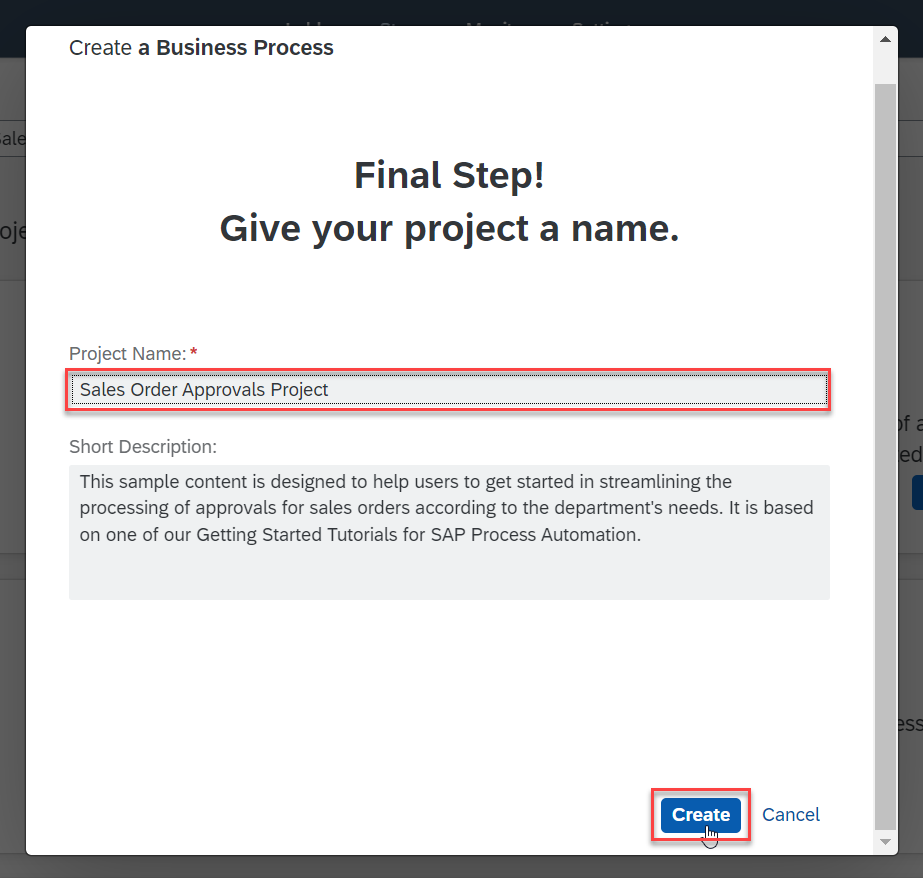 Create a Business Process
Final Step!
Give your project a name.
Project Name: *
Sales Order Approvals Project
Short Description:
This sample content is designed to help users to get started in streamlining the
processing of approvals for sales orders according to the department's needs. It is based
on one of our Getting Started Tutorials for SAP Process Automation.
Create
Cancel